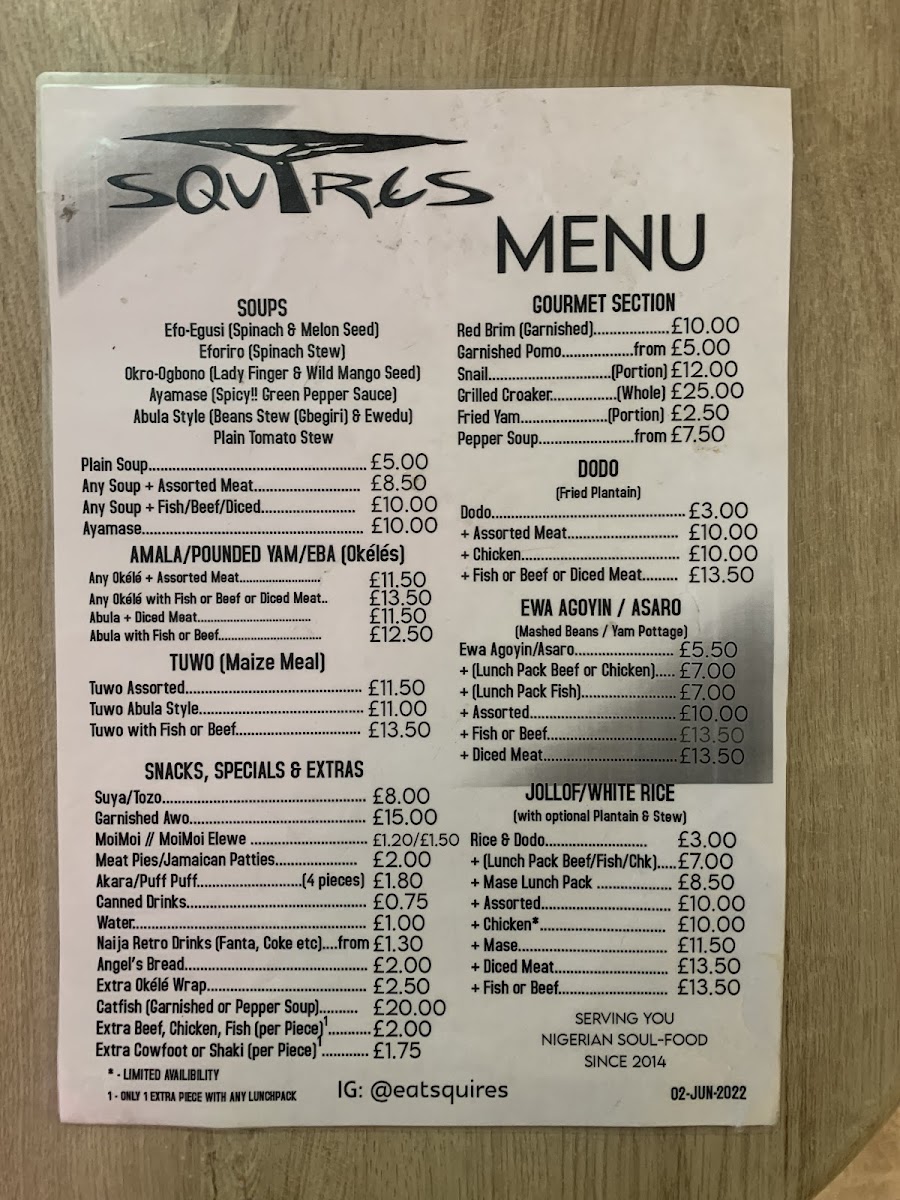 SQUIRES
MENU
SOUPS
Efo-Egusi (Spinach & Melon Seed)
Eforiro (Spinach Stew)
Okro-Ogbono (Lady Finger & Wild Mango Seed)
Ayamase (Spicy!! Green Pepper Sauce)
Abula Style (Beans Stew (Gbegiri) & Ewedu)
Plain Tomato Stew
Plain Soup..........£5.00
Any Soup + Assorted Meat..........£8.50
Any Soup + Fish/Beef/Diced..........£10.00
Ayamase..........£10.00
AMALA/POUNDED YAM/EBA (Okélés)
Any Okélé + Assorted Meat..........£11.50
Any Okélé with Fish or Beef or Diced Meat..£13.50
Abula + Diced Meat..........£11.50
Abula with Fish or Beef..........£12.50
TUWO (Maize Meal)
Tuwo Assorted..........£11.50
Tuwo Abula Style..........£11.00
Tuwo with Fish or Beef..........£13.50
SNACKS, SPECIALS & EXTRAS
Suya/Tozo..........£8.00
Garnished Awo..........£15.00
MoiMoi // MoiMoi Elewe ..........£1.20/£1.50
Meat Pies/Jamaican Patties..........£2.00
Akara/Puff Puff..........(4 pieces) £1.80
Canned Drinks..........£0.75
Water..........£1.00
Naija Retro Drinks (Fanta, Coke etc)....from £1.30
Angel's Bread..........£2.00
Extra Okélé Wrap..........£2.50
Catfish (Garnished or Pepper Soup)..........£20.00
Extra Beef, Chicken, Fish (per Piece)¹..........£2.00
Extra Cowfoot or Shaki (per Piece)¹..........£1.75
* - LIMITED AVAILIBILITY
1 - ONLY 1 EXTRA PIECE WITH ANY LUNCHPACK
GOURMET SECTION
Red Brim (Garnished)..........£10.00
Garnished Pomo..........from £5.00
Snail..........(Portion) £12.00
Grilled Croaker..........(Whole) £25.00
Fried Yam..........(Portion) £2.50
Pepper Soup..........from £7.50
DODO
(Fried Plantain)
Dodo..........£3.00
+ Assorted Meat..........£10.00
+ Chicken..........£10.00
+ Fish or Beef or Diced Meat.........£13.50
EWA AGOYIN / ASARO
(Mashed Beans / Yam Pottage)
Ewa Agoyin/Asaro..........£5.50
+ (Lunch Pack Beef or Chicken).....£7.00
+ (Lunch Pack Fish)..........£7.00
+ Assorted..........£10.00
+ Fish or Beef..........£13.50
+ Diced Meat..........£13.50
JOLLOF/WHITE RICE
(with optional Plantain & Stew)
Rice & Dodo..........£3.00
+ (Lunch Pack Beef/Fish/Chk).....£7.00
+ Mase Lunch Pack ..........£8.50
+ Assorted..........£10.00
+ Chicken*..........£10.00
+ Mase..........£11.50
+ Diced Meat..........£13.50
+ Fish or Beef..........£13.50
SERVING YOU
NIGERIAN SOUL-FOOD
SINCE 2014
IG: @eatsquires
02-JUN-2022